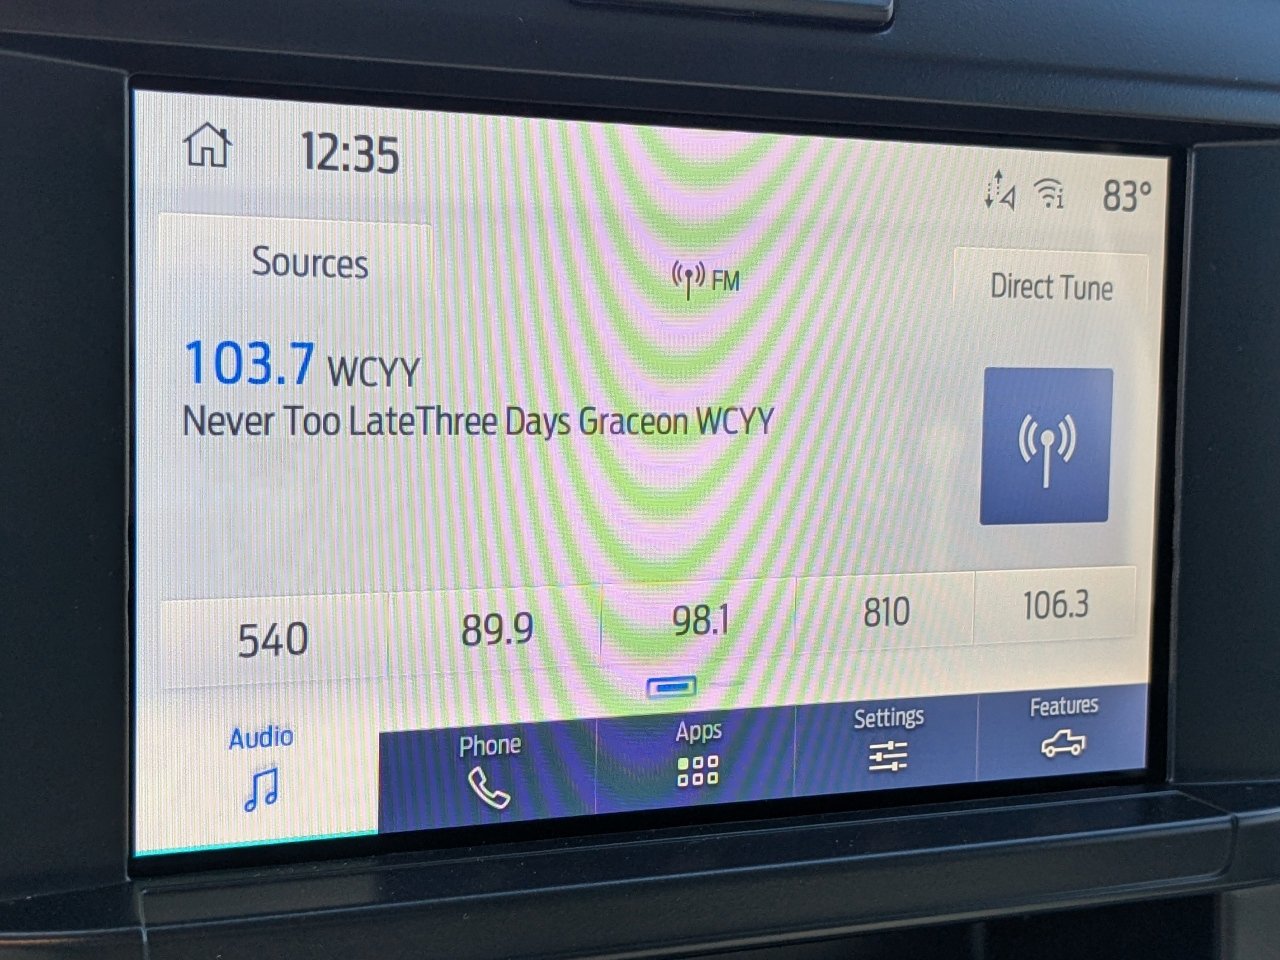 12:35
83°
Sources
FM
Direct Tune
103.7 WCYY
Never Too LateThree Days Graceon WCYY
540
89.9
98.1
810
106.3
Audio
Phone
Apps
Settings
Features